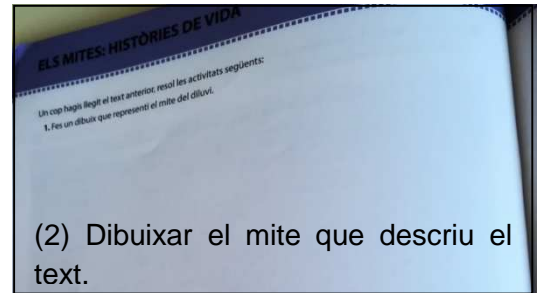 ELS MITES: HISTÒRIES DE VIDA
Un cop hagis llegit el text anterior, resol les activitats següents:
1. Fes un dibuix que representi el mite del diluvi.
(2) Dibuixar el mite que descriu el
text.